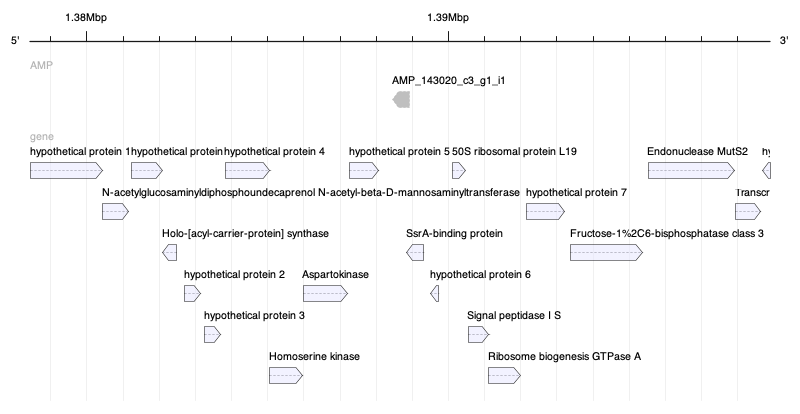 1.38Mbp 1.39Mbp
5' 3'
AMP
AMP_143020_c3_g1_i1
gene
hypothetical protein 1 hypothetical protein hypothetical protein 4 hypothetical protein 5 50S ribosomal protein L19 Endonuclease MutS2 hy
N-acetylglucosaminyldiphosphoundecaprenol N-acetyl-beta-D-mannosaminyltransferase hypothetical protein 7 Transcr
Holo-[acyl-carrier-protein] synthase SsrA-binding protein Fructose-1%2C6-bisphosphatase class 3
hypothetical protein 2 Aspartokinase hypothetical protein 6
hypothetical protein 3 Signal peptidase I S
Homoserine kinase Ribosome biogenesis GTPase A